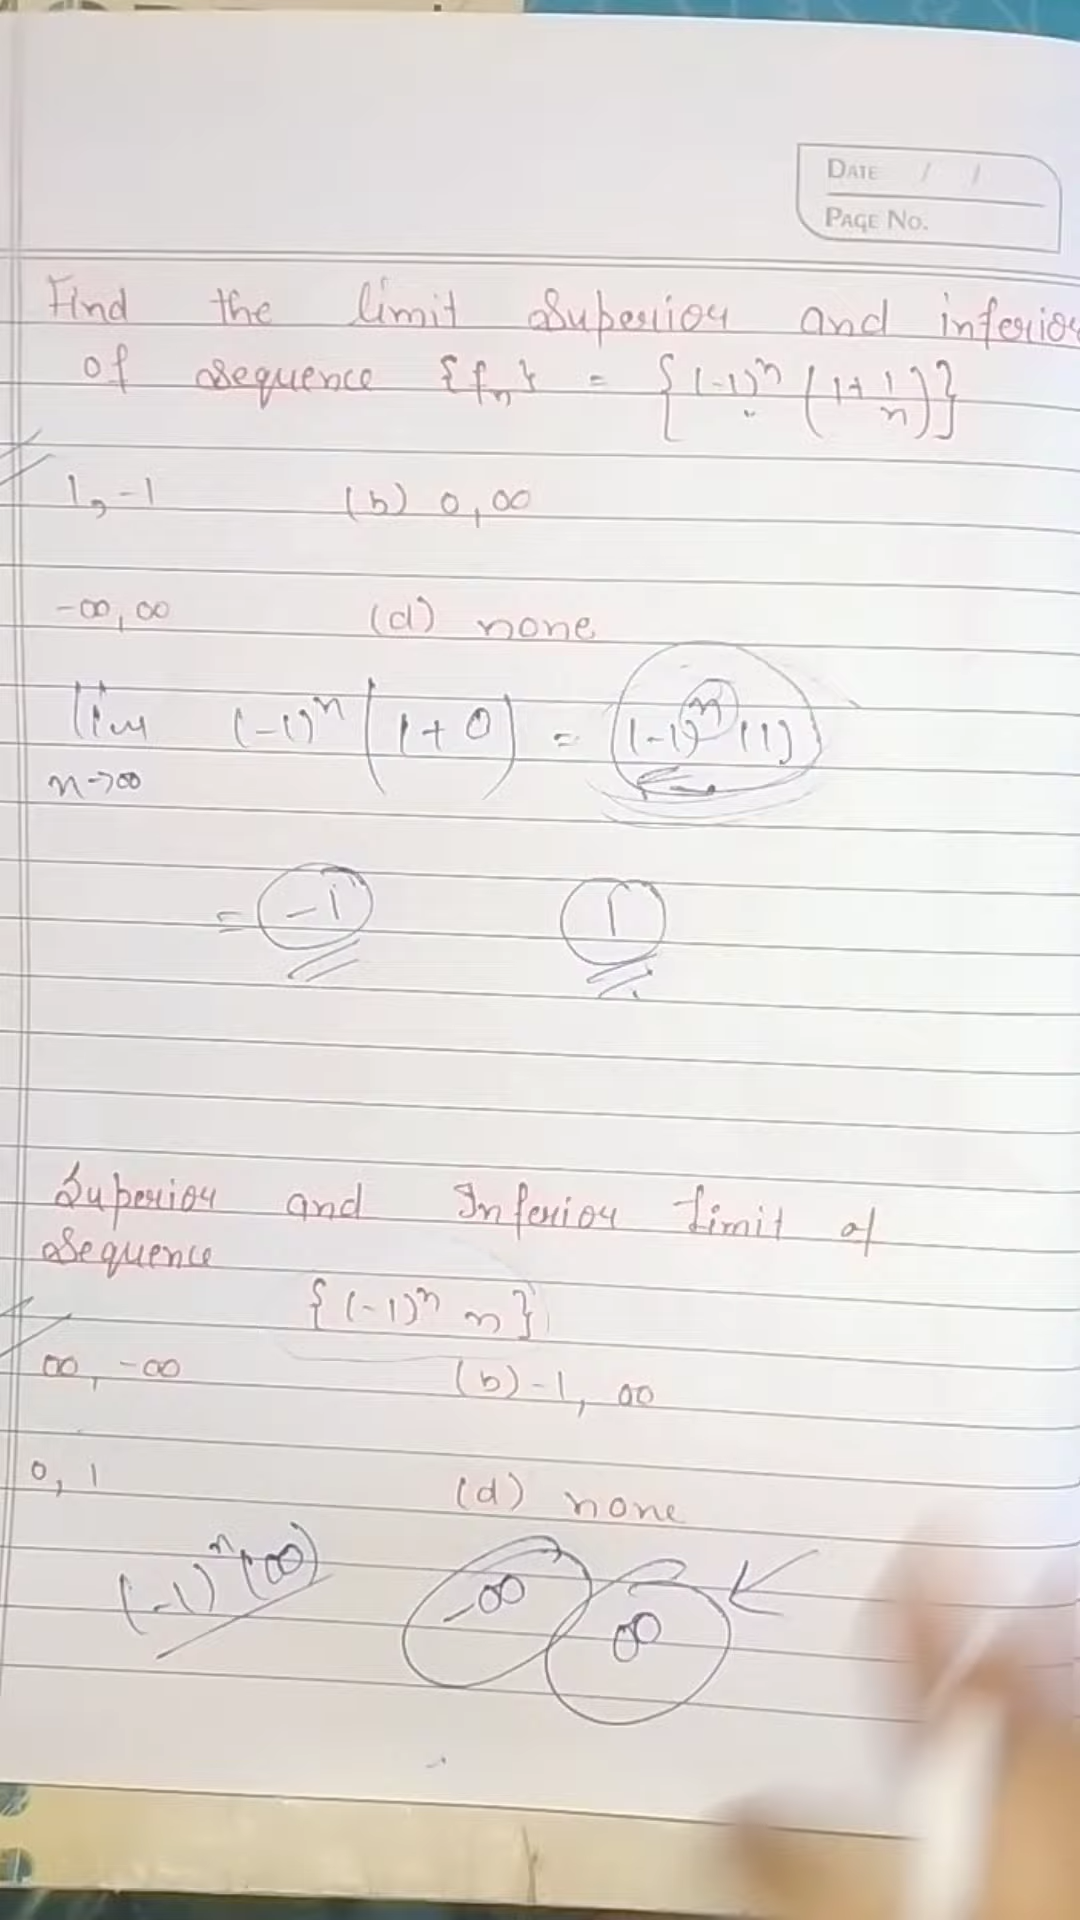 DATE / /
PAGE NO.
Find the limit Superior and inferior
of sequence {fn} = {(-1)ⁿ (1+1/n)}
1, -1 (b) 0, ∞
-∞, ∞ (d) none
lim n→∞ (-1)ⁿ (1+0) = (-1)ⁿ (1)
= -1 1
Superior and Inferior limit of
sequence
{(-1)ⁿ n}
∞, -∞ (b) -1, ∞
0, 1 (d) none
(-1)ⁿ (∞) -∞ ∞